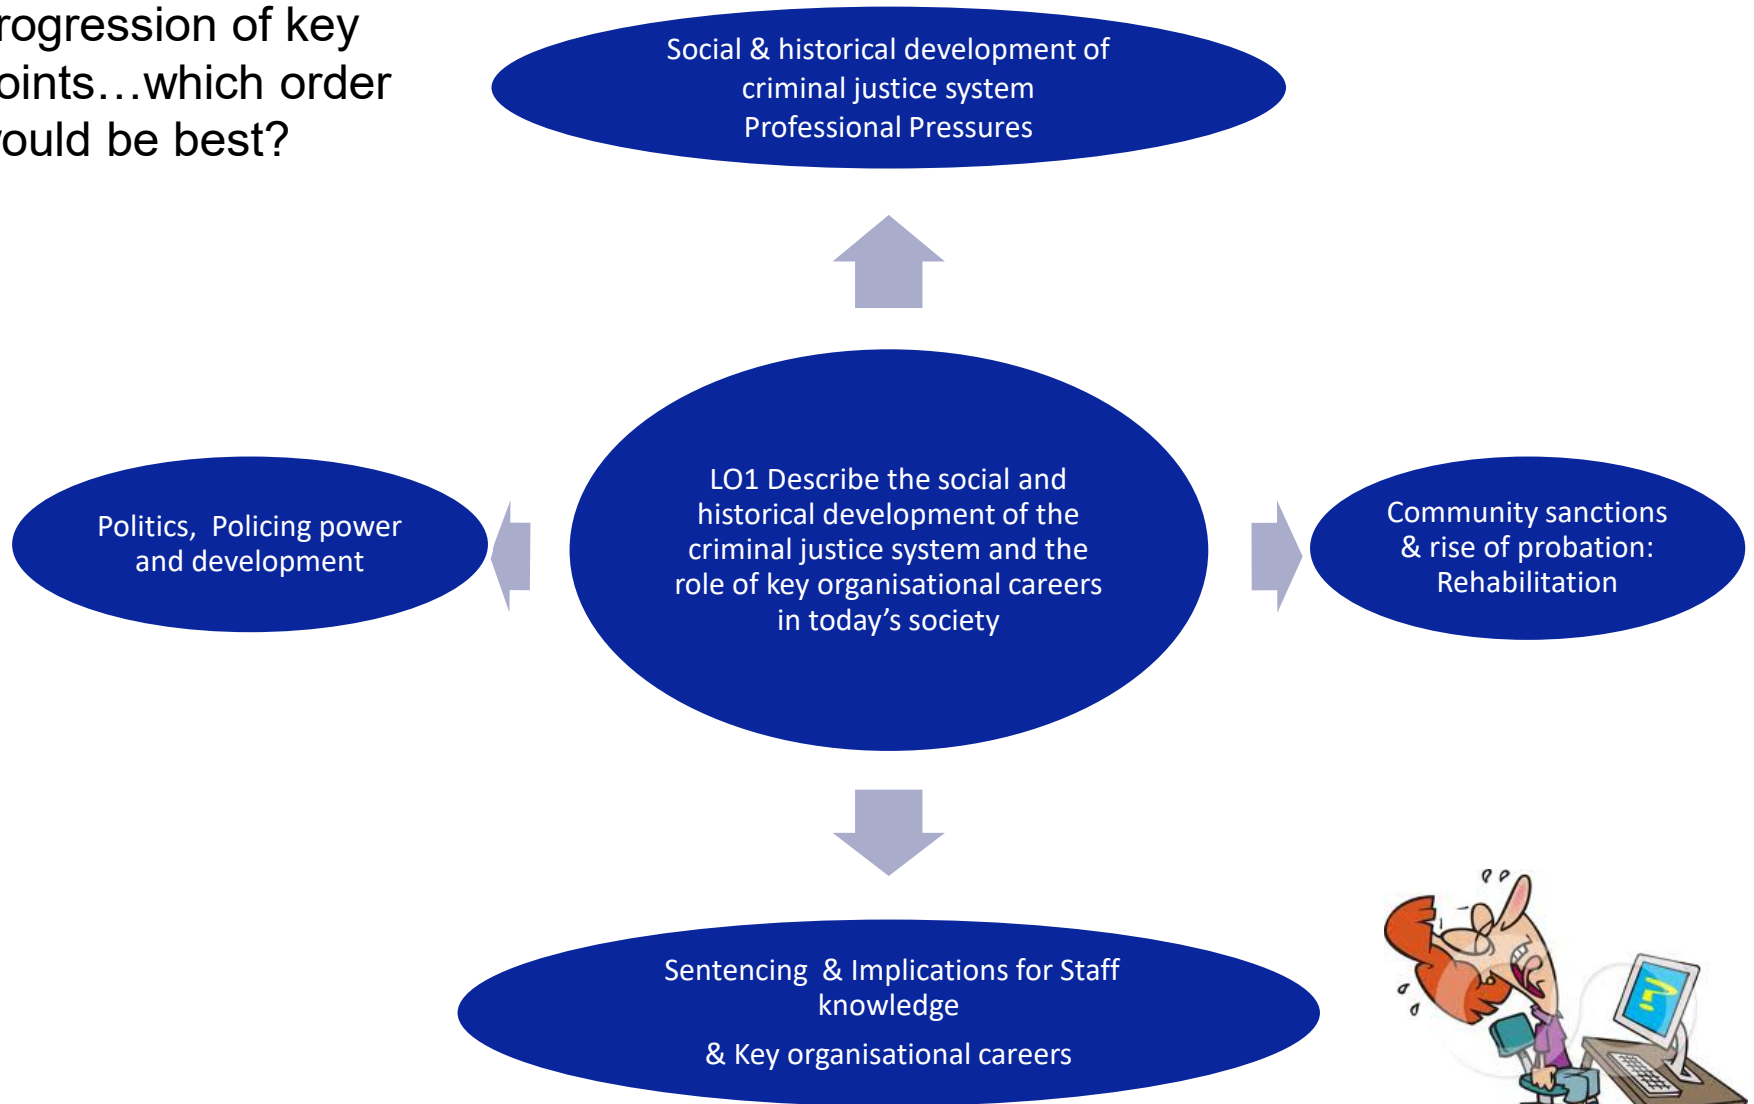 rogression of key
oints…which order
ould be best?
Social & historical development of
criminal justice system
Professional Pressures
Politics, Policing power
and development
LO1 Describe the social and
historical development of the
criminal justice system and the
role of key organisational careers
in today’s society
Community sanctions
& rise of probation:
Rehabilitation
Sentencing & Implications for Staff
knowledge
& Key organisational careers